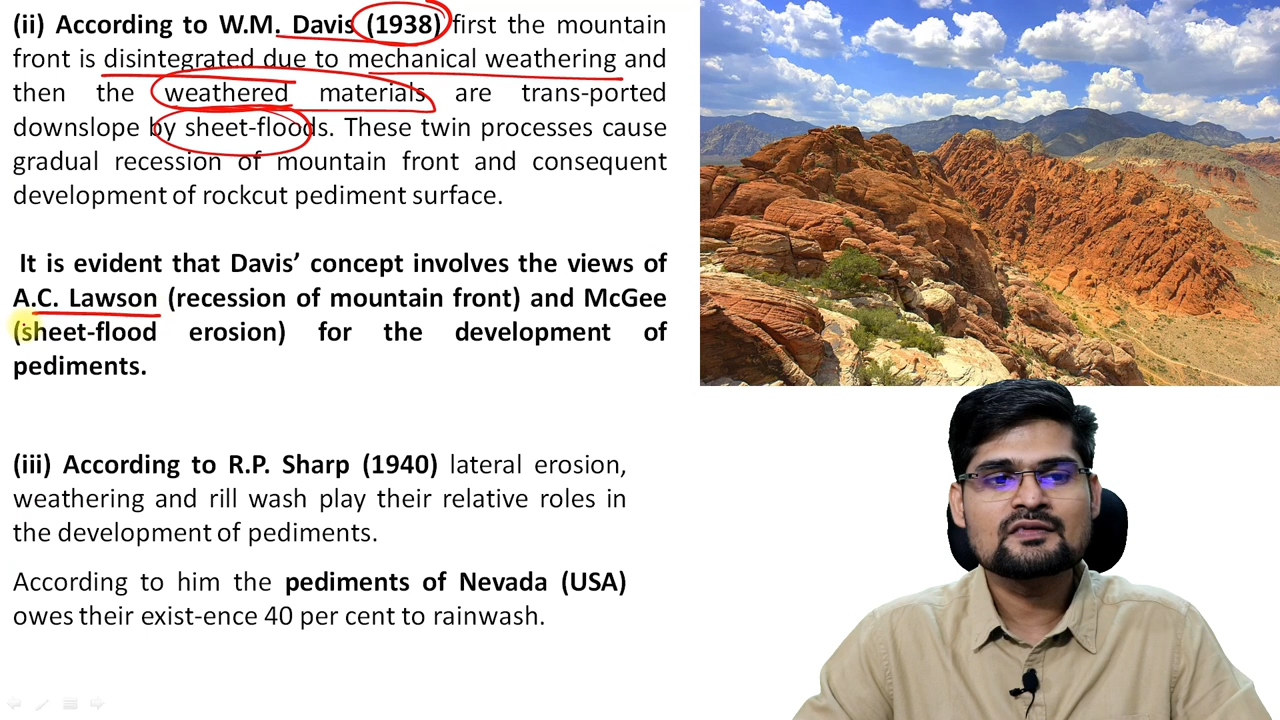 (ii) According to W.M. Davis (1938) first the mountain
front is disintegrated due to mechanical weathering and
then the weathered materials are trans-ported
downslope by sheet-floods. These twin processes cause
gradual recession of mountain front and consequent
development of rockcut pediment surface.
It is evident that Davis’ concept involves the views of
A.C. Lawson (recession of mountain front) and McGee
(sheet-flood erosion) for the development of
pediments.
(iii) According to R.P. Sharp (1940) lateral erosion,
weathering and rill wash play their relative roles in
the development of pediments.
According to him the pediments of Nevada (USA)
owes their exist-ence 40 per cent to rainwash.